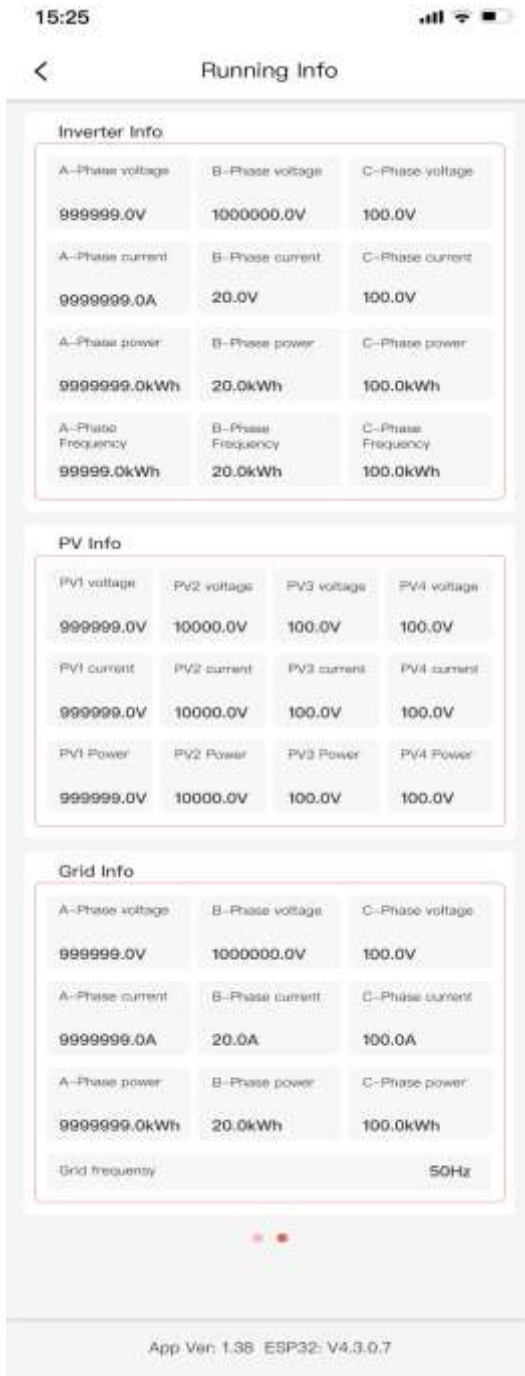 15:25
Running Info
Inverter Info
A-Phase voltage B-Phase voltage C-Phase voltage
999999.0V 1000000.0V 100.0V
A-Phase current B-Phase current C-Phase current
9999999.0A 20.0V 100.0V
A-Phase power B-Phase power C-Phase power
9999999.0kWh 20.0kWh 100.0kWh
A-Phase B-Phase C-Phase
Frequency Frequency Frequency
99999.0kWh 20.0kWh 100.0kWh
PV Info
PV1 voltage PV2 voltage PV3 voltage PV4 voltage
999999.0V 10000.0V 100.0V 100.0V
PV1 current PV2 current PV3 current PV4 current
999999.0V 10000.0V 100.0V 100.0V
PV1 Power PV2 Power PV3 Power PV4 Power
999999.0V 10000.0V 100.0V 100.0V
Grid Info
A-Phase voltage B-Phase voltage C-Phase voltage
999999.0V 1000000.0V 100.0V
A-Phase current B-Phase current C-Phase current
9999999.0A 20.0A 100.0A
A-Phase power B-Phase power C-Phase power
9999999.0kWh 20.0kWh 100.0kWh
Grid frequency 50Hz
App Ver: 1.38 ESP32: V4.3.0.7